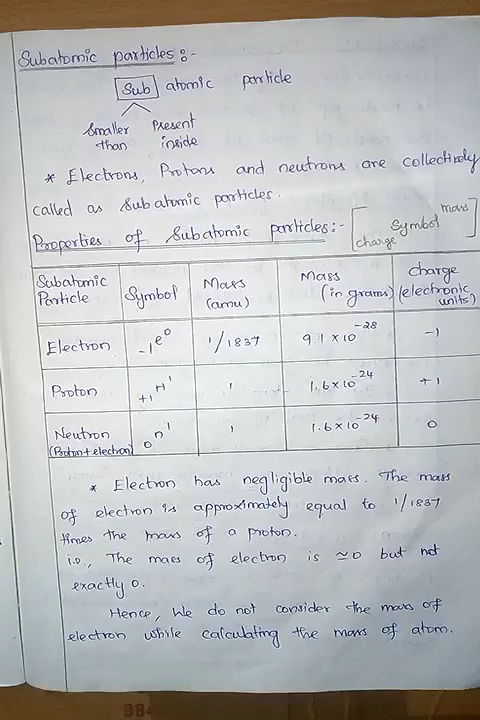 Subatomic particles :-
Sub atomic particle
Smaller than
Present inside
* Electrons, Protons and neutrons are collectively
called as Subatomic particles.
Properties of Subatomic particles:- [charge Symbol mass]
Subatomic Particle | Symbol | Mass (amu) | Mass (in grams) | charge (electronic units)
Electron | ₋₁e⁰ | 1/1837 | 9.1 × 10⁻²⁸ | -1
Proton | ₊₁H¹ | 1 | 1.6 × 10⁻²⁴ | +1
Neutron (Proton + electron) | ₀n¹ | 1 | 1.6 × 10⁻²⁴ | 0
* Electron has negligible mass. The mass
of electron is approximately equal to 1/1837
times the mass of a proton.
i.e., The mass of electron is ≃0 but not
exactly 0.
Hence, We do not consider the mass of
electron while calculating the mass of atom.